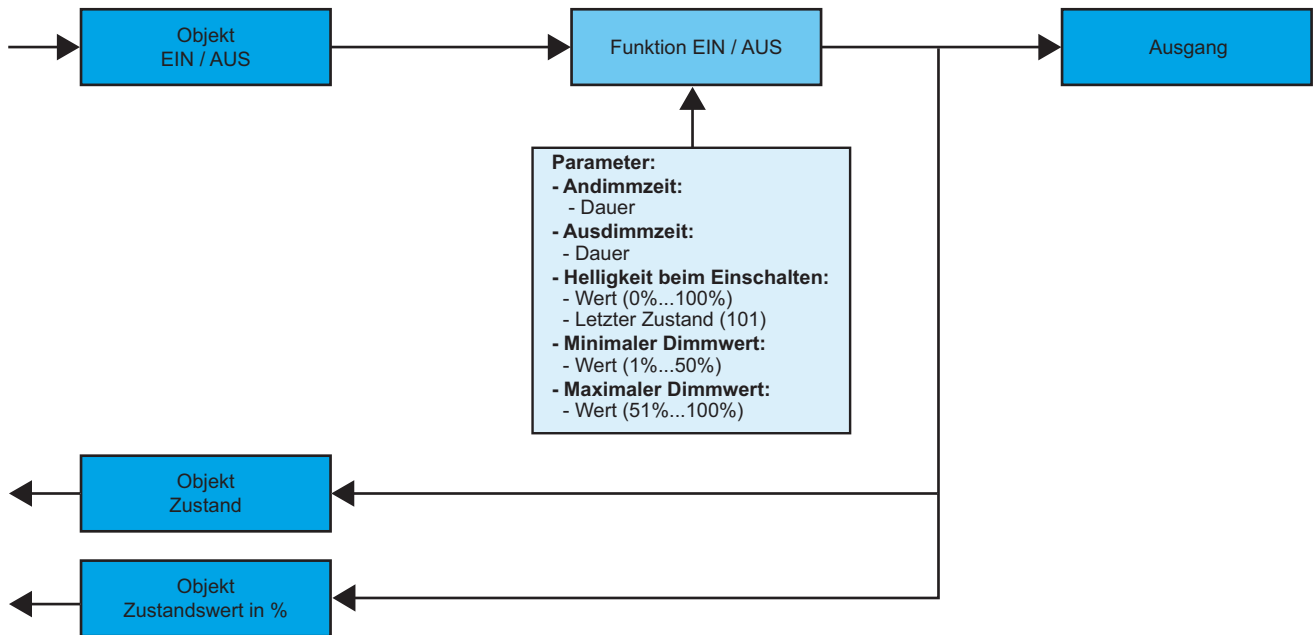 Objekt
EIN / AUS
Funktion EIN / AUS
Ausgang
Parameter:
- Andimmzeit:
- Dauer
- Ausdimmzeit:
- Dauer
- Helligkeit beim Einschalten:
- Wert (0%...100%)
- Letzter Zustand (101)
- Minimaler Dimmwert:
- Wert (1%...50%)
- Maximaler Dimmwert:
- Wert (51%...100%)
Objekt
Zustand
Objekt
Zustandswert in %